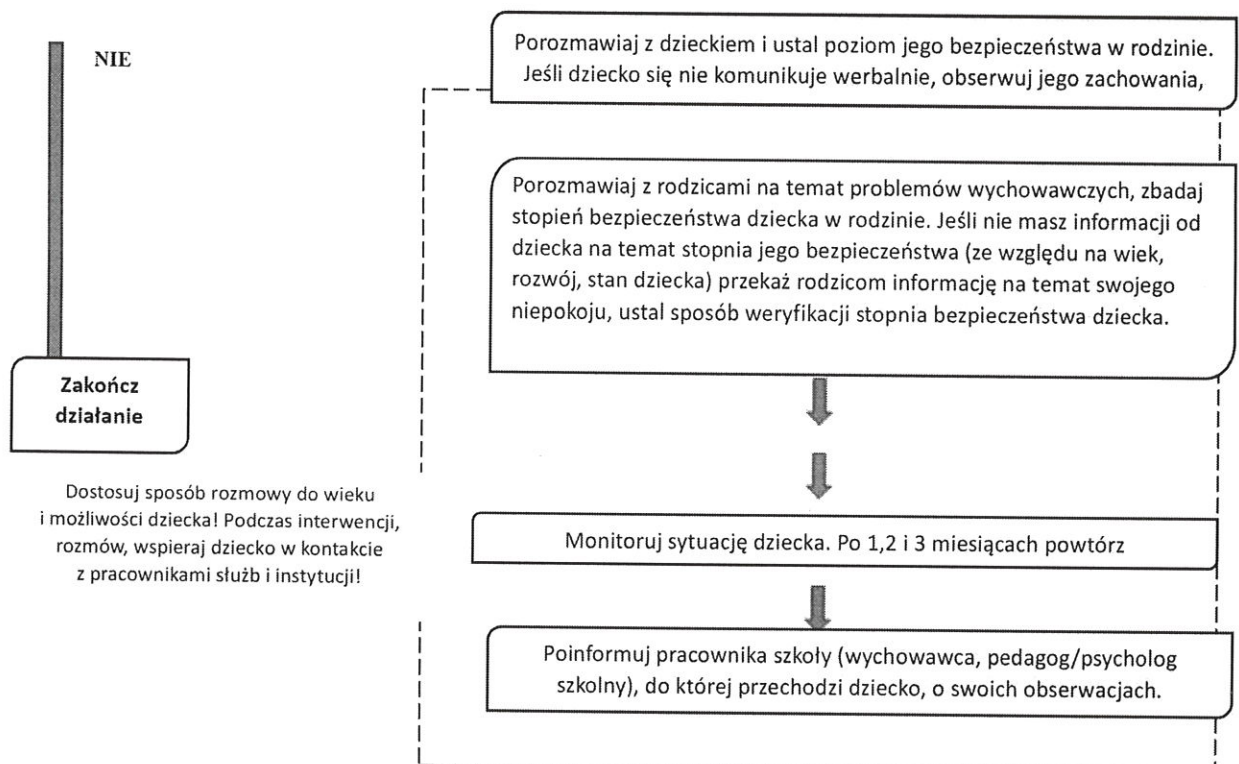 NIE
Porozmawiaj z dzieckiem i ustal poziom jego bezpieczeństwa w rodzinie.
Jeśli dziecko się nie komunikuje werbalnie, obserwuj jego zachowania,
Porozmawiaj z rodzicami na temat problemów wychowawczych, zbadaj
stopień bezpieczeństwa dziecka w rodzinie. Jeśli nie masz informacji od
dziecka na temat stopnia jego bezpieczeństwa (ze względu na wiek,
rozwój, stan dziecka) przekaż rodzicom informację na temat swojego
niepokoju, ustal sposób weryfikacji stopnia bezpieczeństwa dziecka.
Zakończ
działanie
Dostosuj sposób rozmowy do wieku
i możliwości dziecka! Podczas interwencji,
rozmów, wspieraj dziecko w kontakcie
z pracownikami służb i instytucji!
Monitoruj sytuację dziecka. Po 1,2 i 3 miesiącach powtórz
Poinformuj pracownika szkoły (wychowawca, pedagog/psycholog
szkolny), do której przechodzi dziecko, o swoich obserwacjach.